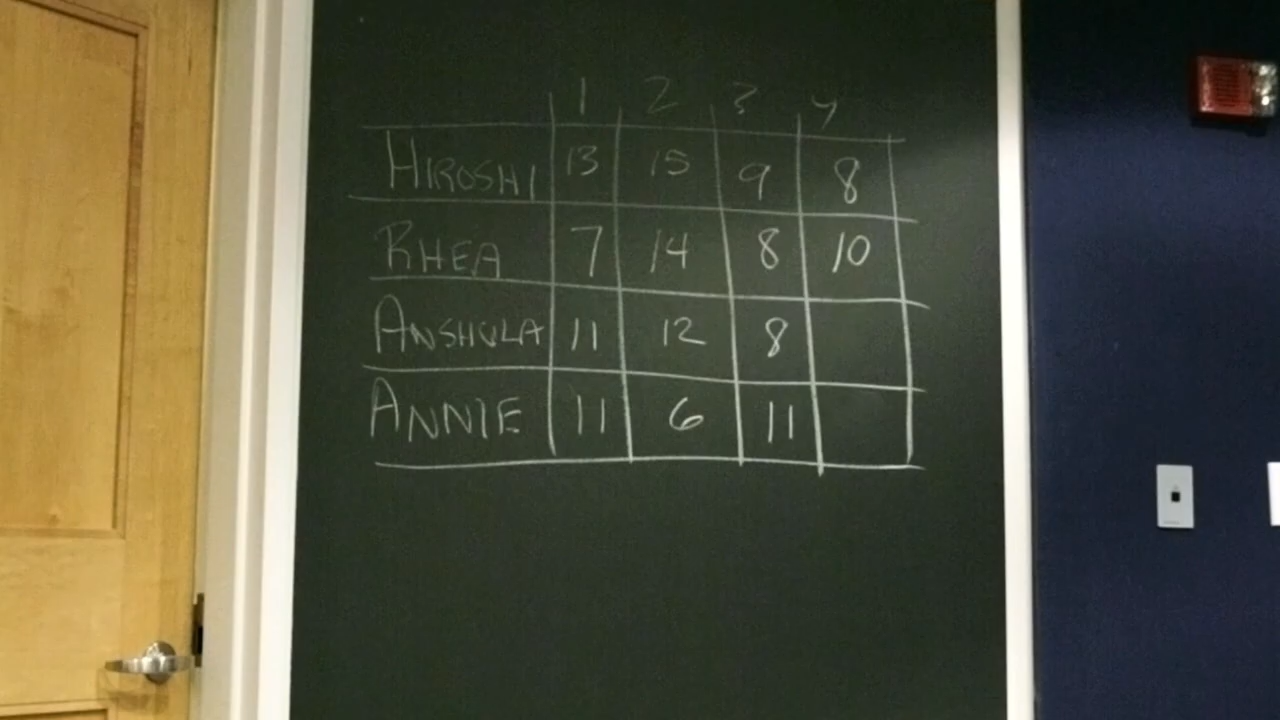 1 2 3 4
HIROSHI 13 15 9 8
RHEA 7 14 8 10
ANSHULA 11 12 8
ANNIE 11 6 11